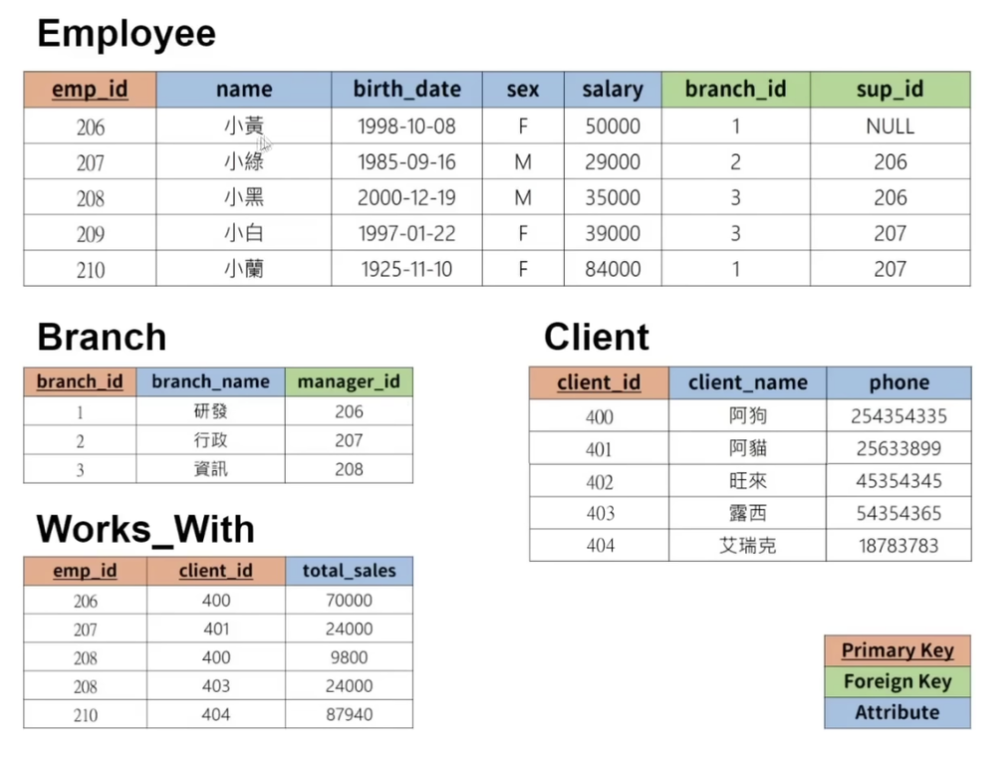 Employee
emp_id name birth_date sex salary branch_id sup_id
206 小黃 1998-10-08 F 50000 1 NULL
207 小綠 1985-09-16 M 29000 2 206
208 小黑 2000-12-19 M 35000 3 206
209 小白 1997-01-22 F 39000 3 207
210 小蘭 1925-11-10 F 84000 1 207
Branch
branch_id branch_name manager_id
1 研發 206
2 行政 207
3 資訊 208
Client
client_id client_name phone
400 阿狗 254354335
401 阿貓 25633899
402 旺來 45354345
403 露西 54354365
404 艾瑞克 18783783
Works_With
emp_id client_id total_sales
206 400 70000
207 401 24000
208 400 9800
208 403 24000
210 404 87940
Primary Key
Foreign Key
Attribute